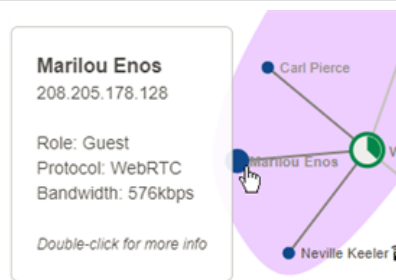 Marilou Enos
208.205.178.128
Role: Guest
Protocol: WebRTC
Bandwidth: 576kbps
Double-click for more info
Carl Pierce
Marilou Enos
Neville Keeler